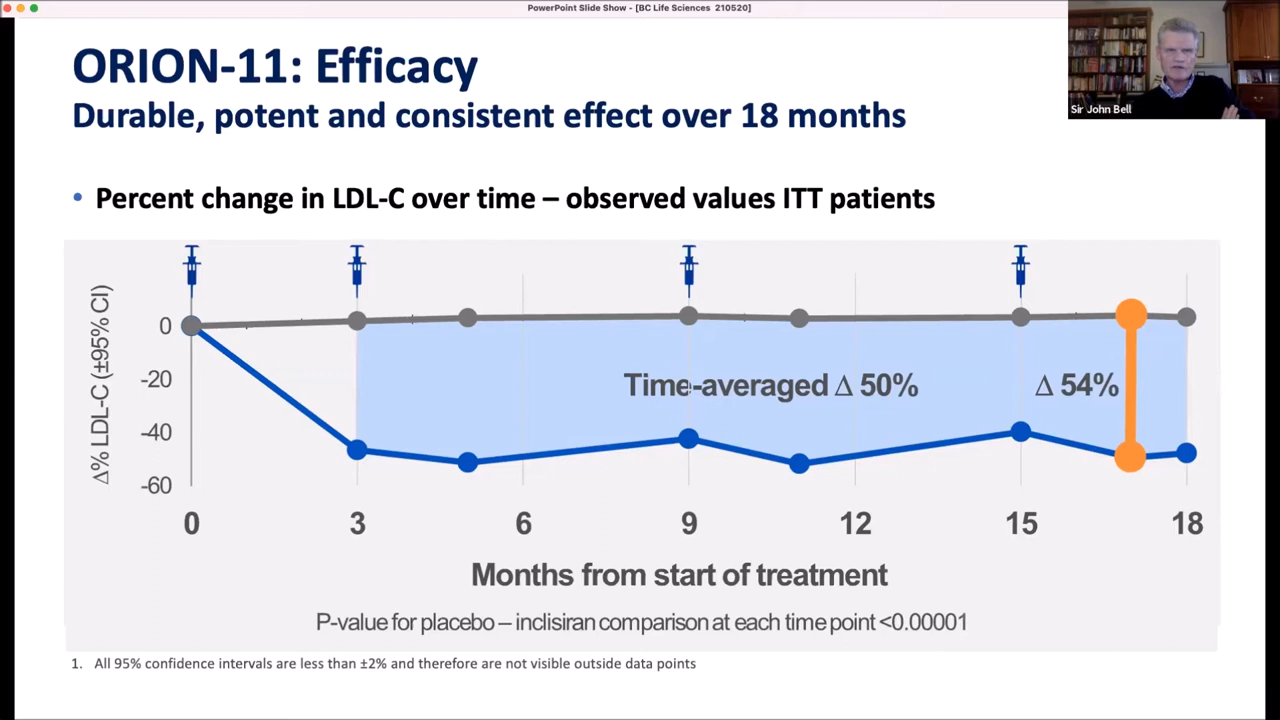 PowerPoint Slide Show - [BC Life Sciences 210520]
Sir John Bell
ORION-11: Efficacy
Durable, potent and consistent effect over 18 months
• Percent change in LDL-C over time – observed values ITT patients
Δ% LDL-C (±95% CI)
0
-20
-40
-60
Time-averaged Δ 50%
Δ 54%
0 3 6 9 12 15 18
Months from start of treatment
P-value for placebo – inclisiran comparison at each time point <0.00001
1. All 95% confidence intervals are less than ±2% and therefore are not visible outside data points